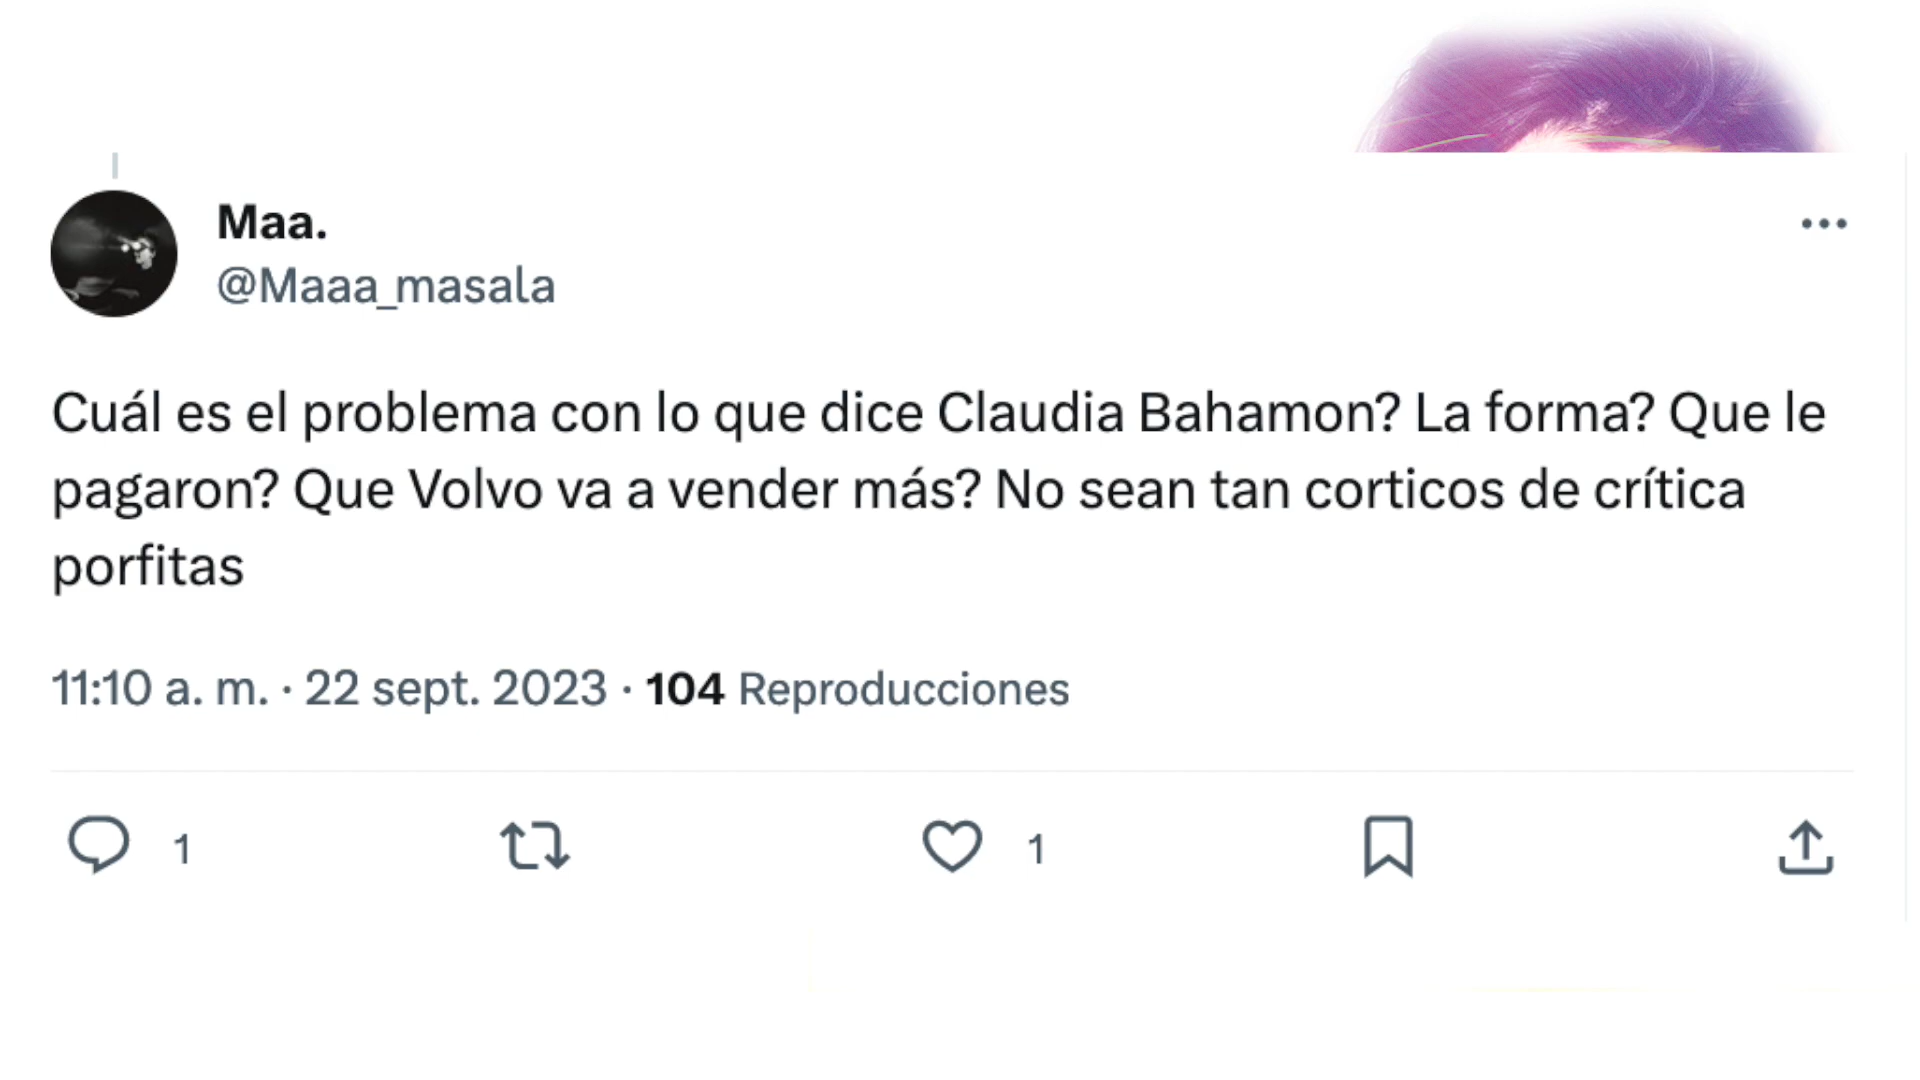 Maa.
@Maaa_masala
Cuál es el problema con lo que dice Claudia Bahamon? La forma? Que le
pagaron? Que Volvo va a vender más? No sean tan corticos de crítica
porfitas
11:10 a. m. · 22 sept. 2023 · 104 Reproducciones
1 1